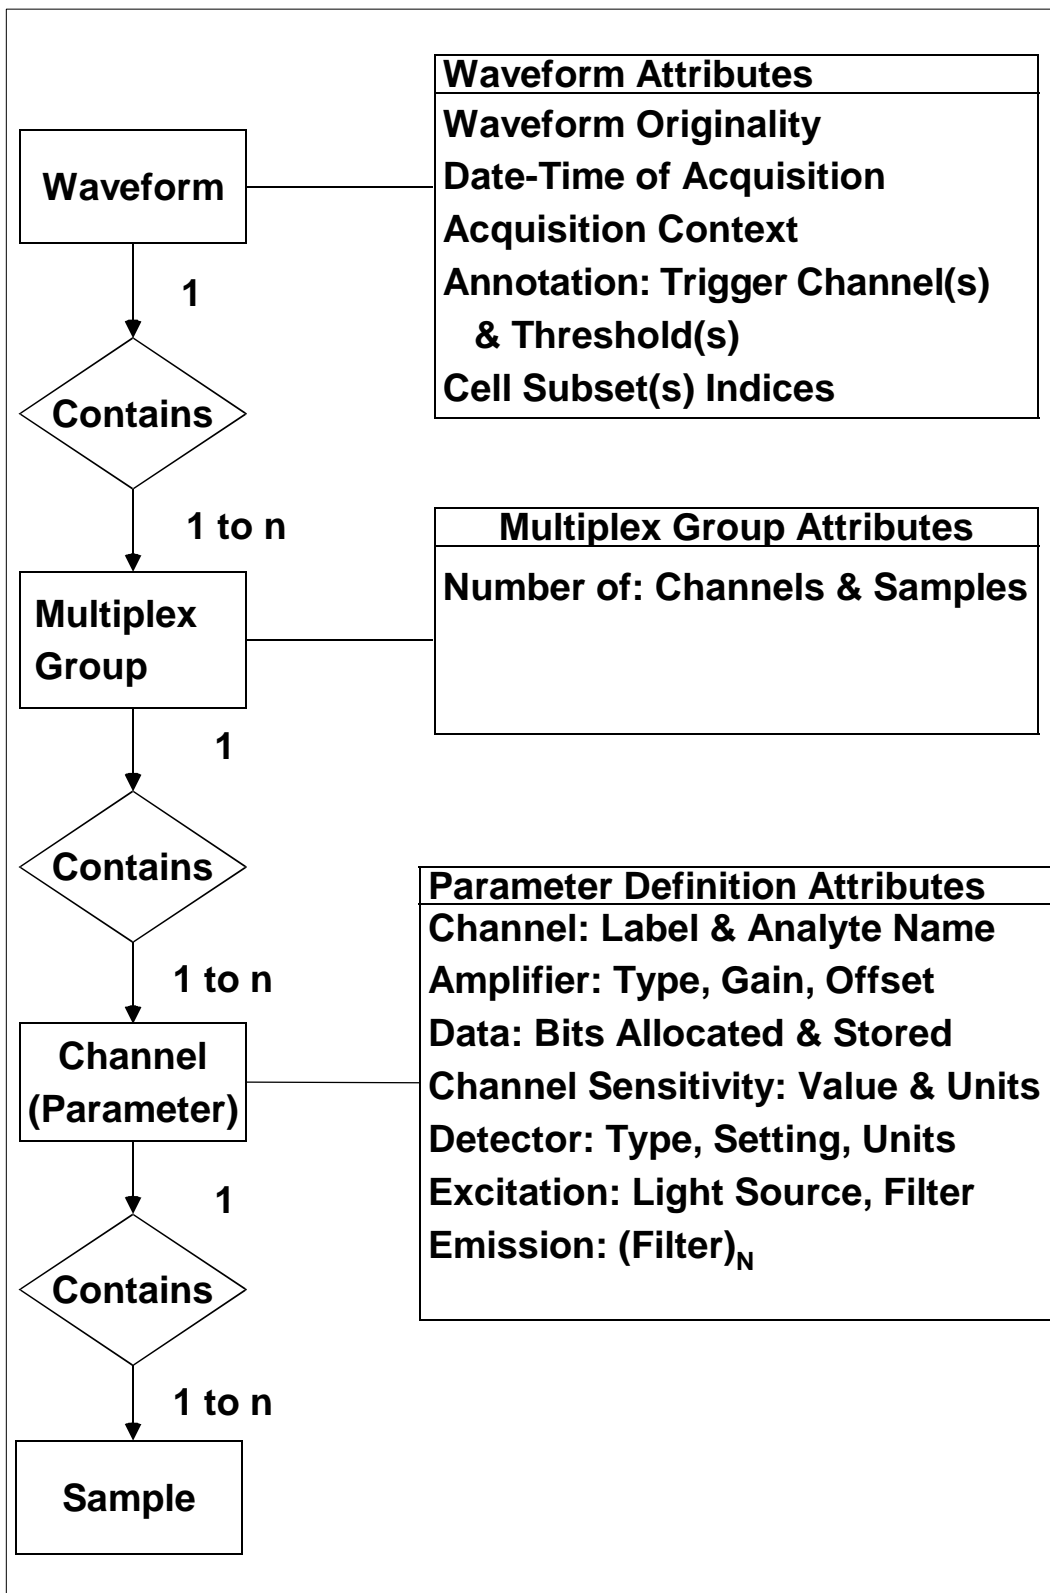 Waveform Attributes
Waveform Originality
Date-Time of Acquisition
Acquisition Context
Annotation: Trigger Channel(s)
& Threshold(s)
Cell Subset(s) Indices
Waveform
1
Contains
1 to n
Multiplex Group Attributes
Number of: Channels & Samples
Multiplex
Group
1
Contains
1 to n
Parameter Definition Attributes
Channel: Label & Analyte Name
Amplifier: Type, Gain, Offset
Data: Bits Allocated & Stored
Channel Sensitivity: Value & Units
Detector: Type, Setting, Units
Excitation: Light Source, Filter
Emission: (Filter)N
Channel
(Parameter)
1
Contains
1 to n
Sample